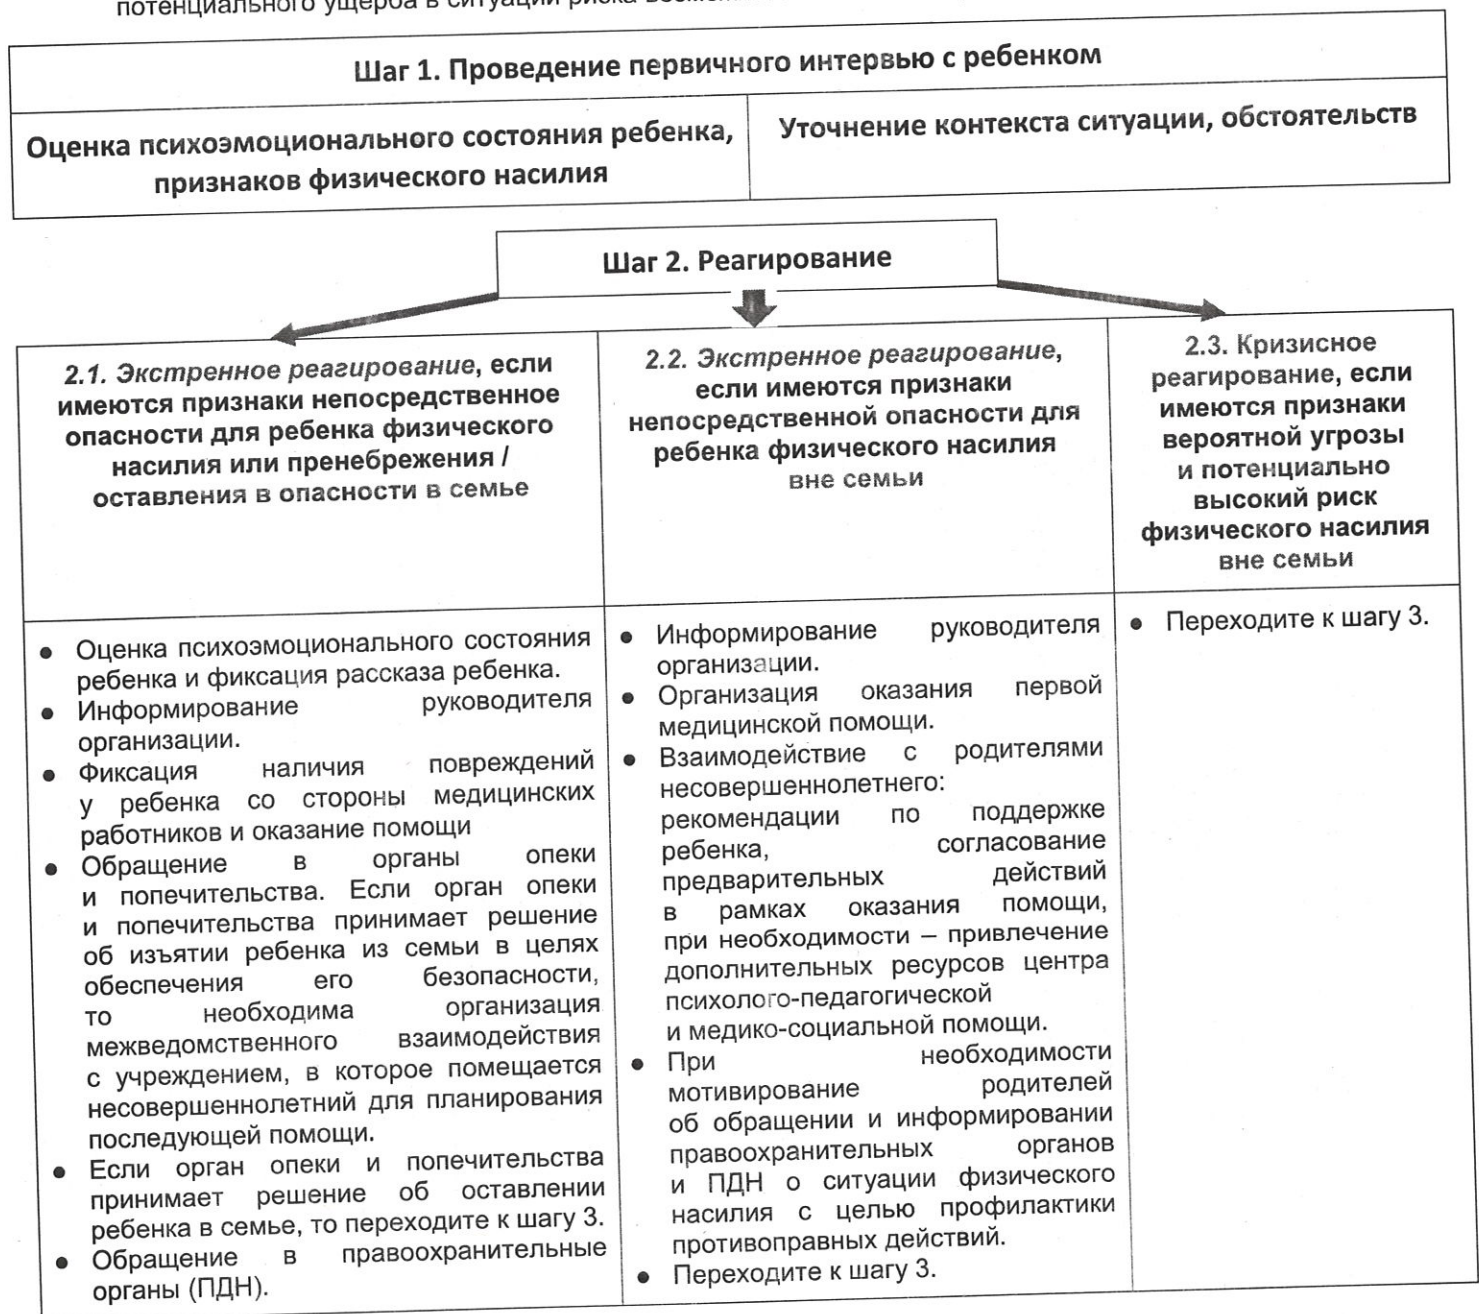 потенциального ущерба в ситуации риска
Шаг 1. Проведение первичного интервью с ребенком
Оценка психоэмоционального состояния ребенка,
признаков физического насилия
Уточнение контекста ситуации, обстоятельств
Шаг 2. Реагирование
2.1. Экстренное реагирование, если
имеются признаки непосредственное
опасности для ребенка физического
насилия или пренебрежения /
оставления в опасности в семье
2.2. Экстренное реагирование,
если имеются признаки
непосредственной опасности для
ребенка физического насилия
вне семьи
2.3. Кризисное
реагирование, если
имеются признаки
вероятной угрозы
и потенциально
высокий риск
физического насилия
вне семьи
● Оценка психоэмоционального состояния
ребенка и фиксация рассказа ребенка.
● Информирование руководителя
организации.
● Фиксация наличия повреждений
у ребенка со стороны медицинских
работников и оказание помощи
● Обращение в органы опеки
и попечительства. Если орган опеки
и попечительства принимает решение
об изъятии ребенка из семьи в целях
обеспечения его безопасности,
то необходима организация
межведомственного взаимодействия
с учреждением, в которое помещается
несовершеннолетний для планирования
последующей помощи.
● Если орган опеки и попечительства
принимает решение об оставлении
ребенка в семье, то переходите к шагу 3.
● Обращение в правоохранительные
органы (ПДН).
● Информирование руководителя
организации.
● Организация оказания первой
медицинской помощи.
● Взаимодействие с родителями
несовершеннолетнего:
рекомендации по поддержке
ребенка, согласование
предварительных действий
в рамках оказания помощи,
при необходимости – привлечение
дополнительных ресурсов центра
психолого-педагогической
и медико-социальной помощи.
● При необходимости
мотивирование родителей
об обращении и информировании
правоохранительных органов
и ПДН о ситуации физического
насилия с целью профилактики
противоправных действий.
● Переходите к шагу 3.
● Переходите к шагу 3.